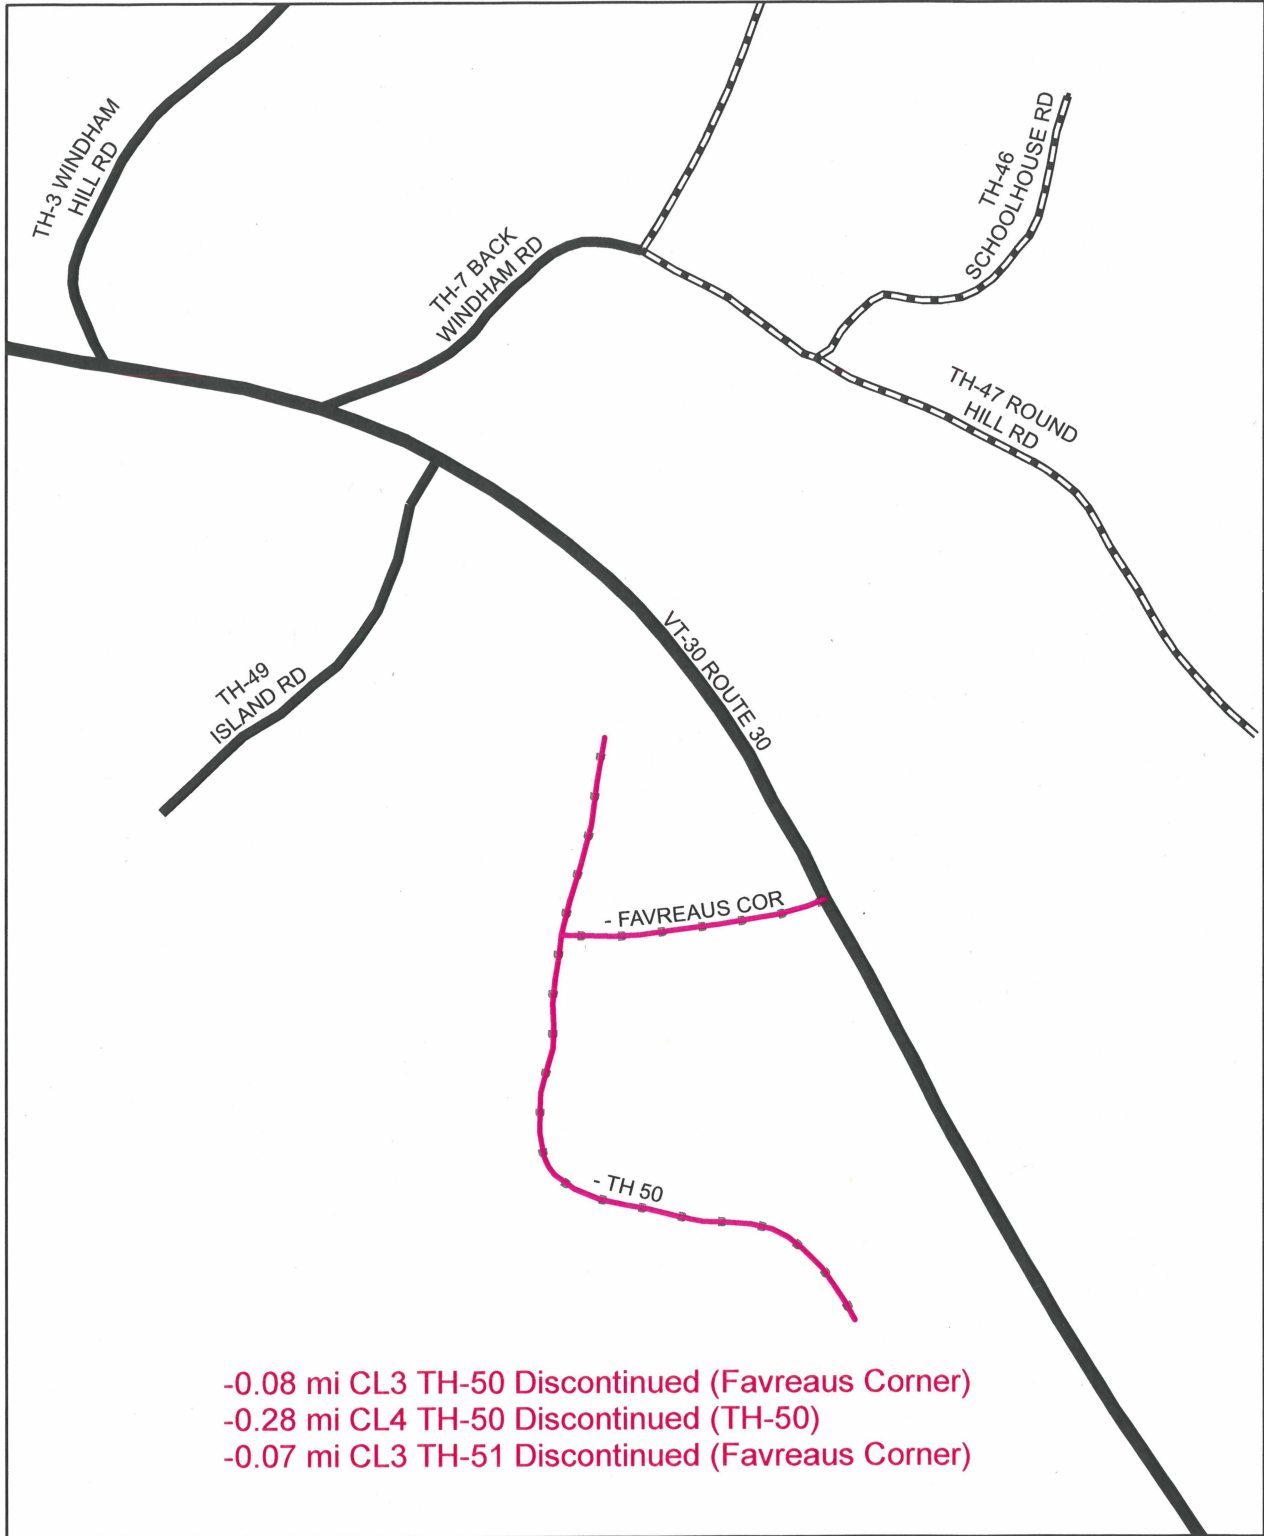 TH-3 WINDHAM
HILL RD
TH-46
SCHOOLHOUSE RD
TH-7 BACK
WINDHAM RD
TH-47 ROUND
HILL RD
VT-30 ROUTE 30
TH-49
ISLAND RD
- FAVREAUS COR
- TH 50
-0.08 mi CL3 TH-50 Discontinued (Favreaus Corner)
-0.28 mi CL4 TH-50 Discontinued (TH-50)
-0.07 mi CL3 TH-51 Discontinued (Favreaus Corner)